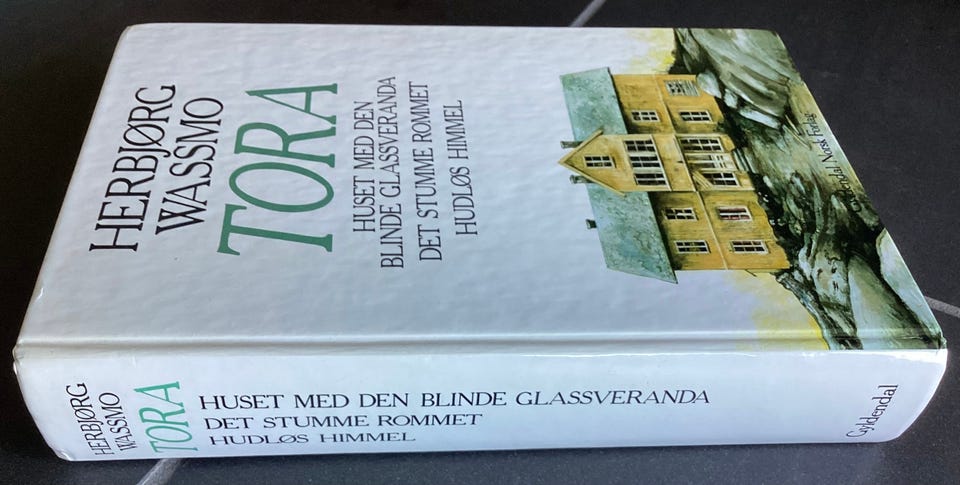 HERBJØRG
WASSMO
TORA
HUSET MED DEN
BLINDE GLASSVERANDA
DET STUMME ROMMET
HUDLØS HIMMEL
Gyldendal Norsk Forlag
HERBJØRG
WASSMO
TORA
HUSET MED DEN BLINDE GLASSVERANDA
DET STUMME ROMMET
HUDLØS HIMMEL
Gyldendal